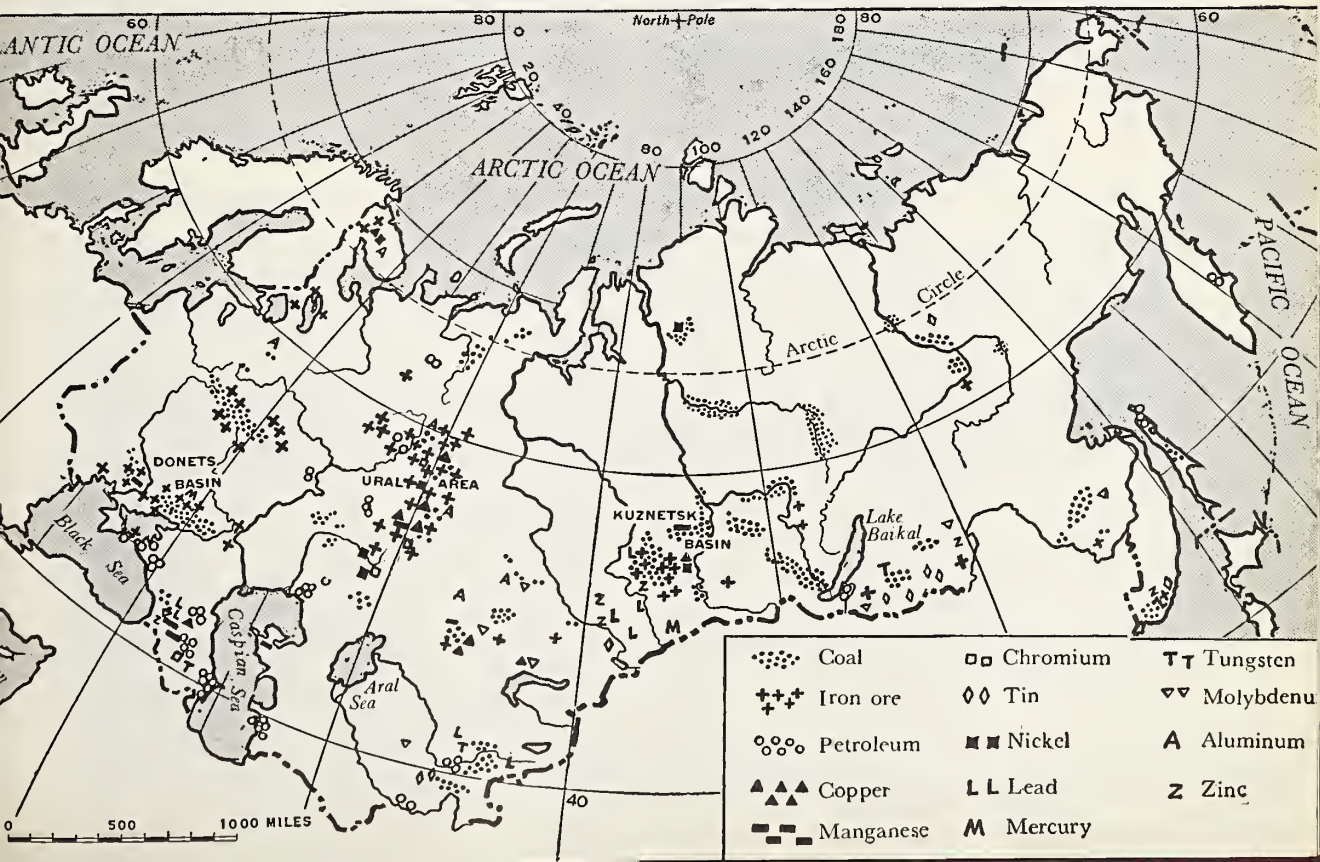 60
80
North Pole
180
80
60
ANTIC OCEAN
0
20
40
80
100
120
140
160
ARCTIC OCEAN
PACIFIC
OCEAN
Circle
Arctic
A
DONETS
BASIN
URAL AREA
KUZNETSK
BASIN
Lake
Baikal
Black
Sea
Caspian Sea
Aral
Sea
40
0 500 1000 MILES
Coal
Iron ore
Petroleum
Copper
Manganese
Chromium
Tin
Nickel
L L Lead
M Mercury
T T Tungsten
Molybdenu
A Aluminum
Z Zinc